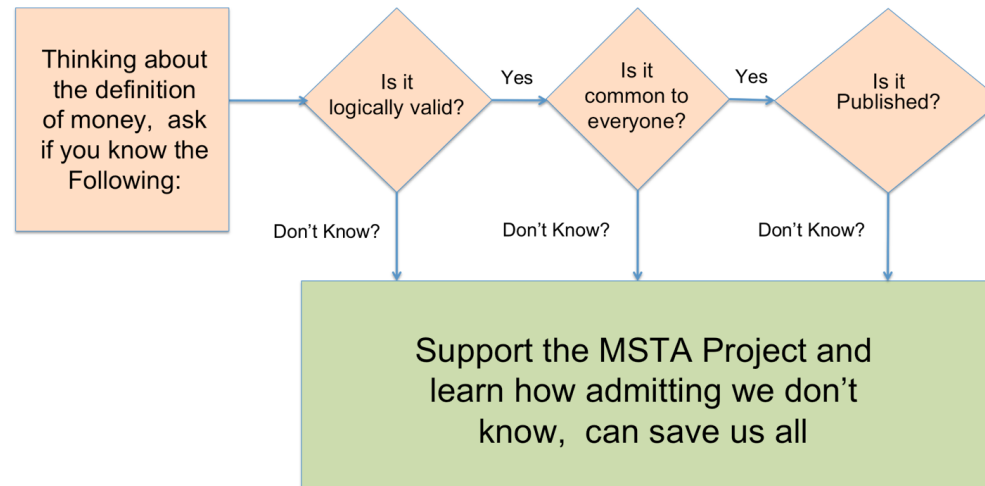 Thinking about
the definition
of money,  ask
if you know the
Following:
Is it
logically valid?
Yes
Is it
common to
everyone?
Yes
Is it
Published?
Don’t Know?
Don’t Know?
Don’t Know?
Support the MSTA Project and
learn how admitting we don’t
know,  can save us all